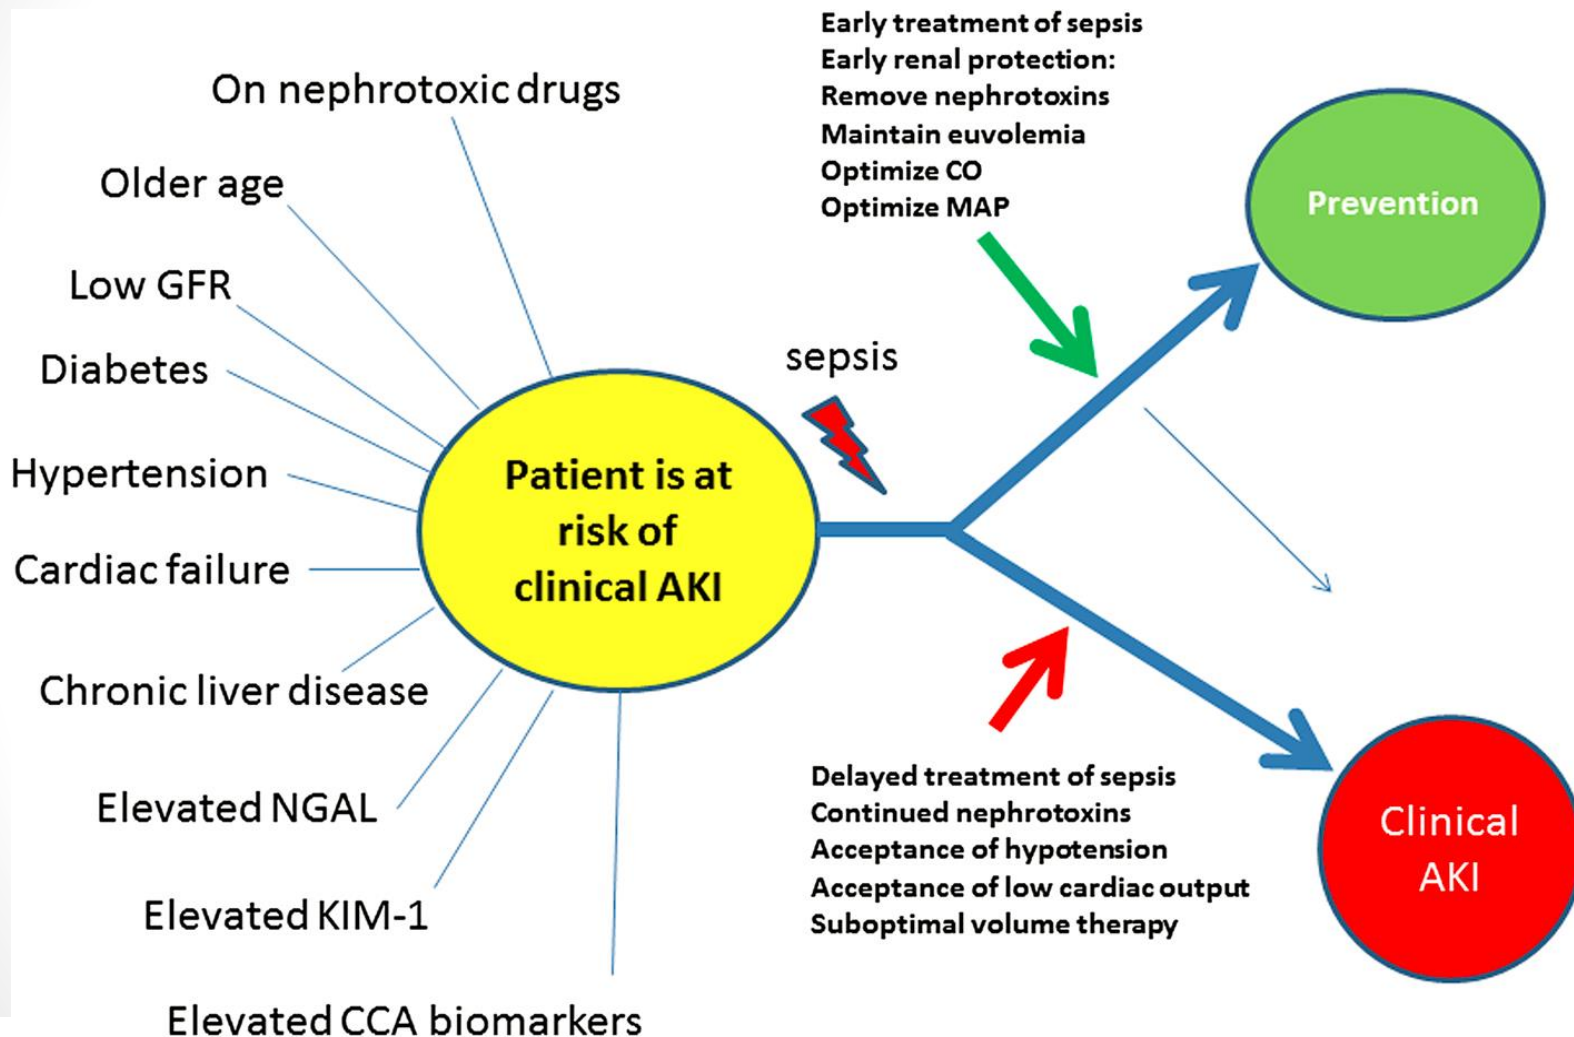 On nephrotoxic drugs
Older age
Low GFR
Diabetes
Hypertension
Cardiac failure
Chronic liver disease
Elevated NGAL
Elevated KIM-1
Elevated CCA biomarkers
Patient is at
risk of
clinical AKI
sepsis
Early treatment of sepsis
Early renal protection:
Remove nephrotoxins
Maintain euvolemia
Optimize CO
Optimize MAP
Prevention
Delayed treatment of sepsis
Continued nephrotoxins
Acceptance of hypotension
Acceptance of low cardiac output
Suboptimal volume therapy
Clinical
AKI